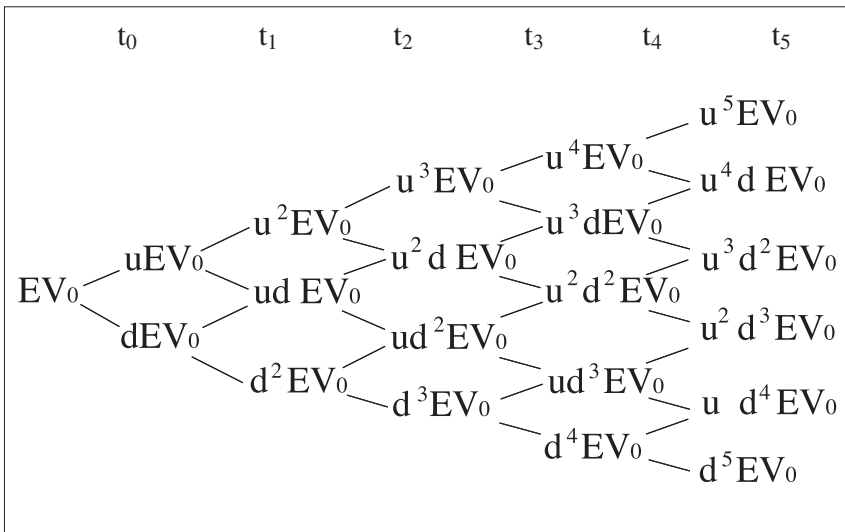 t₀ t₁ t₂ t₃ t₄ t₅
u⁵EV₀
u⁴EV₀
u³EV₀ u⁴d EV₀
u²EV₀ u³dEV₀
uEV₀ u²d EV₀ u³d²EV₀
EV₀ ud EV₀ u²d²EV₀
dEV₀ ud²EV₀ u²d³EV₀
d²EV₀ ud³EV₀
d³EV₀ u d⁴EV₀
d⁴EV₀
d⁵EV₀